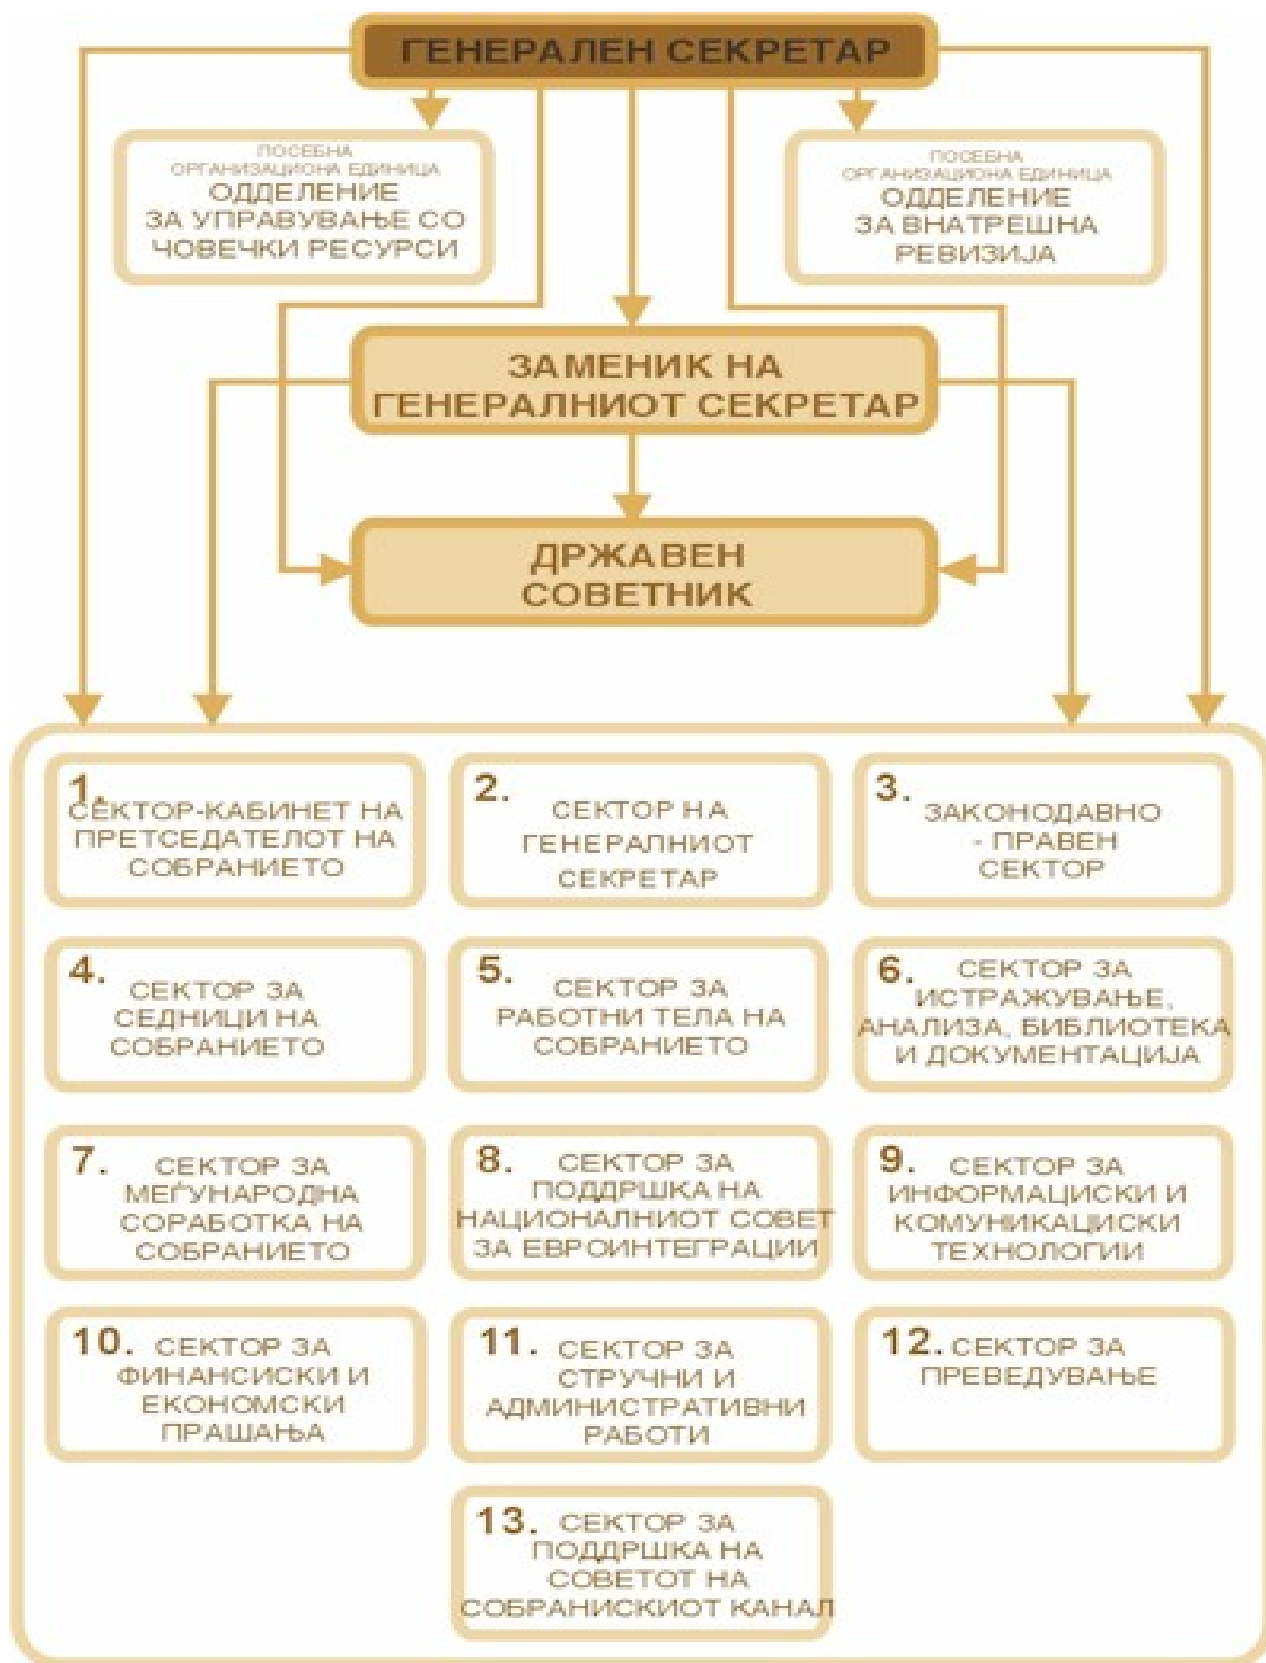 ГЕНЕРАЛЕН СЕКРЕТАР
ПОСЕБНА
ОРГАНИЗАЦИОНА ЕДИНИЦА
ОДДЕЛЕНИЕ
ЗА УПРАВУВАЊЕ СО
ЧОВЕЧКИ РЕСУРСИ
ПОСЕБНА
ОРГАНИЗАЦИОНА ЕДИНИЦА
ОДДЕЛЕНИЕ
ЗА ВНАТРЕШНА
РЕВИЗИЈА
ЗАМЕНИК НА
ГЕНЕРАЛНИОТ СЕКРЕТАР
ДРЖАВЕН
СОВЕТНИК
1.
СЕКТОР-КАБИНЕТ НА
ПРЕТСЕДАТЕЛОТ НА
СОБРАНИЕТО
2.
СЕКТОР НА
ГЕНЕРАЛНИОТ
СЕКРЕТАР
3.
ЗАКОНОДАВНО
- ПРАВЕН
СЕКТОР
4.
СЕКТОР ЗА
СЕДНИЦИ НА
СОБРАНИЕТО
5.
СЕКТОР ЗА
РАБОТНИ ТЕЛА НА
СОБРАНИЕТО
6. СЕКТОР ЗА
ИСТРАЖУВАЊЕ,
АНАЛИЗА, БИБЛИОТЕКА
И ДОКУМЕНТАЦИЈА
7. СЕКТОР ЗА
МЕЃУНАРОДНА
СОРАБОТКА НА
СОБРАНИЕТО
8. СЕКТОР ЗА
ПОДДРШКА НА
НАЦИОНАЛНИОТ СОВЕТ
ЗА ЕВРОИНТЕГРАЦИИ
9. СЕКТОР ЗА
ИНФОРМАЦИСКИ И
КОМУНИКАЦИСКИ
ТЕХНОЛОГИИ
10. СЕКТОР ЗА
ФИНАНСИСКИ И
ЕКОНОМСКИ
ПРАШАЊА
11. СЕКТОР ЗА
СТРУЧНИ И
АДМИНИСТРАТИВНИ
РАБОТИ
12. СЕКТОР ЗА
ПРЕВЕДУВАЊЕ
13. СЕКТОР ЗА
ПОДДРШКА НА
СОВЕТОТ НА
СОБРАНИСКИОТ КАНАЛ